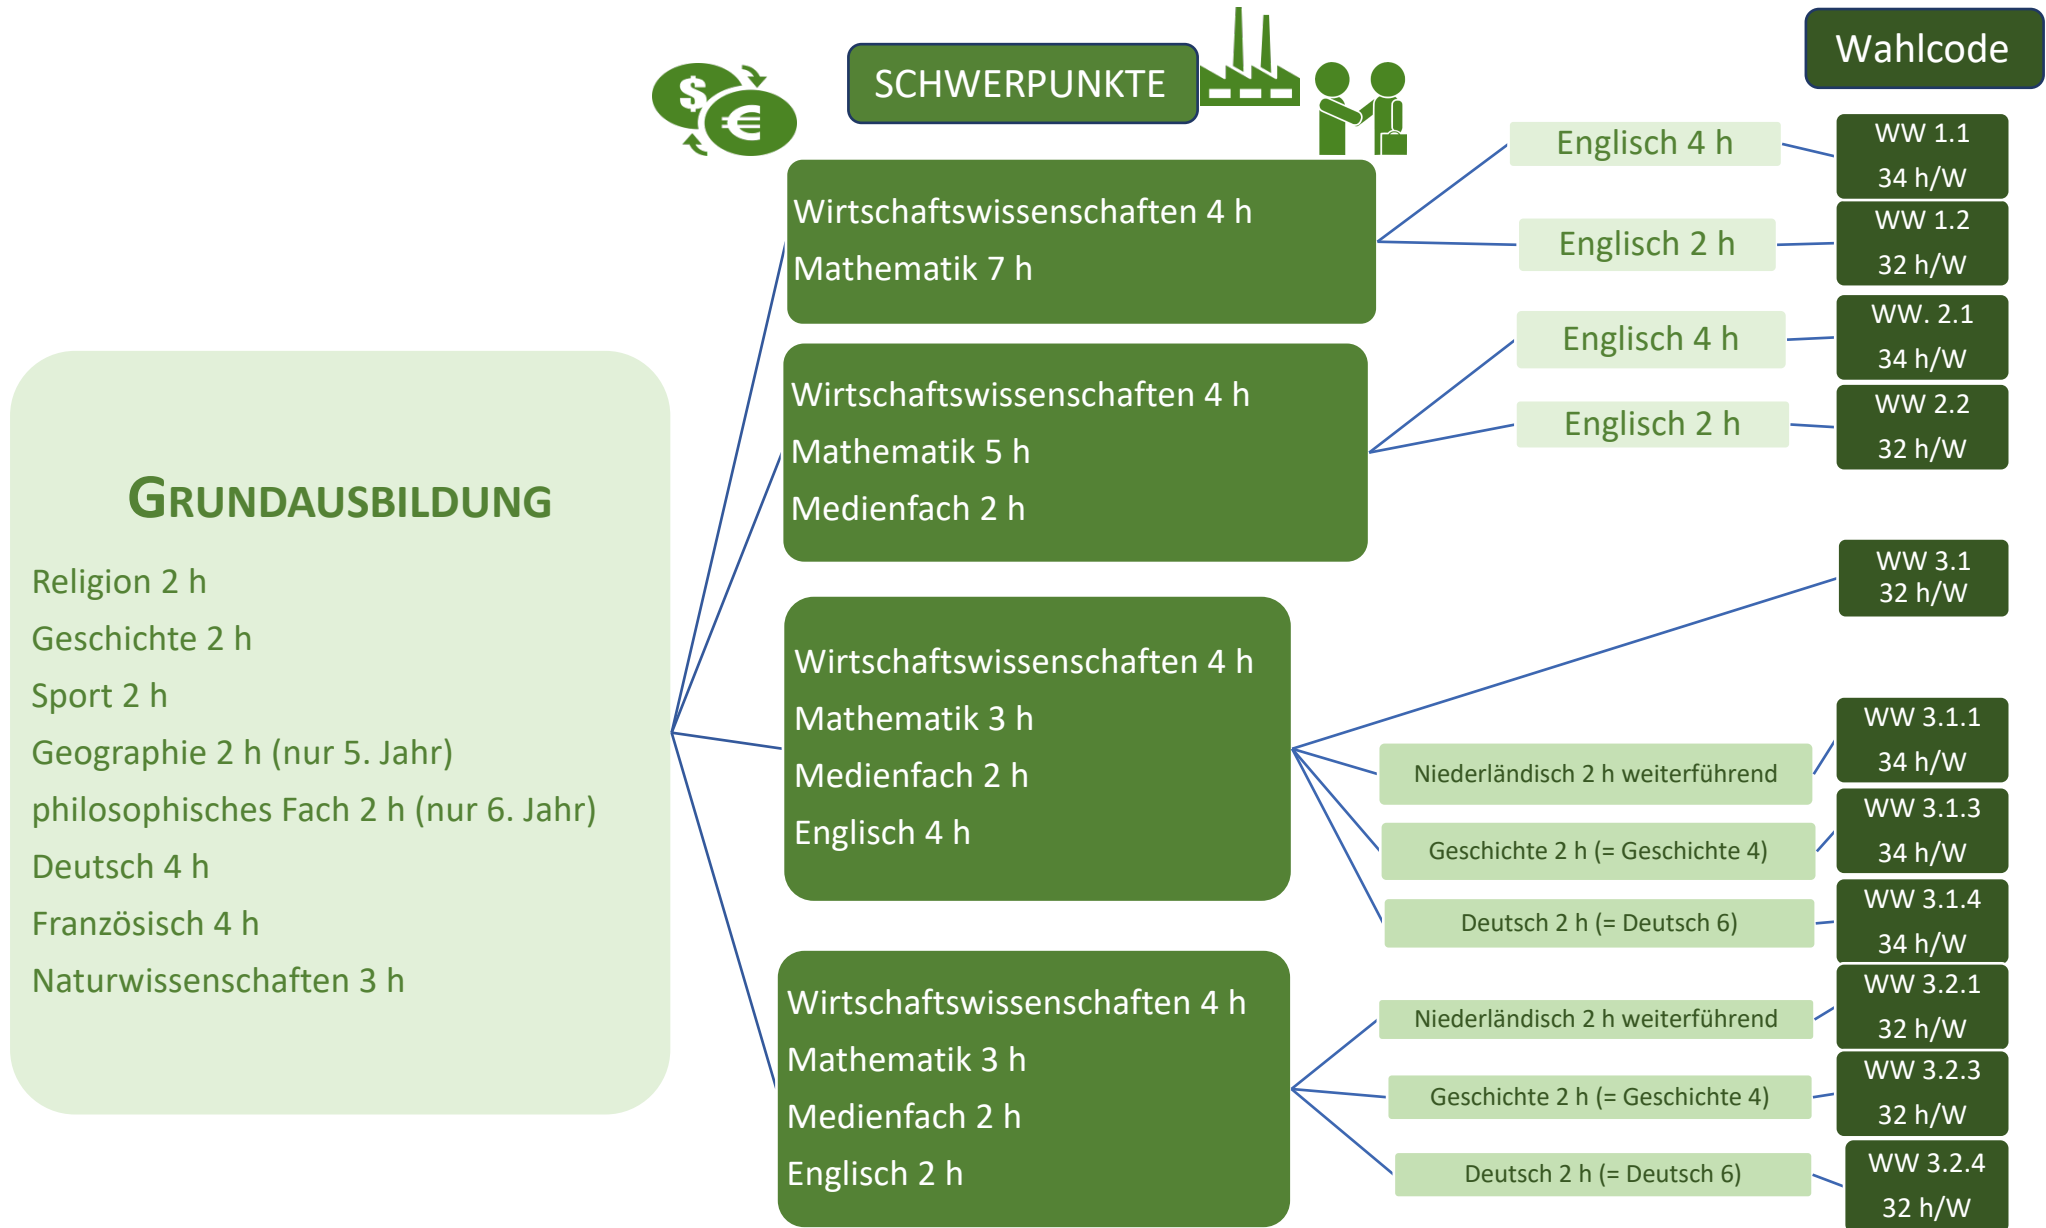 SCHWERPUNKTE
Wahlcode
GRUNDAUSBILDUNG
Religion 2 h
Geschichte 2 h
Sport 2 h
Geographie 2 h (nur 5. Jahr)
philosophisches Fach 2 h (nur 6. Jahr)
Deutsch 4 h
Französisch 4 h
Naturwissenschaften 3 h
Wirtschaftswissenschaften 4 h
Mathematik 7 h
Englisch 4 h
WW 1.1
34 h/W
Englisch 2 h
WW 1.2
32 h/W
Wirtschaftswissenschaften 4 h
Mathematik 5 h
Medienfach 2 h
Englisch 4 h
WW. 2.1
34 h/W
Englisch 2 h
WW 2.2
32 h/W
Wirtschaftswissenschaften 4 h
Mathematik 3 h
Medienfach 2 h
Englisch 4 h
WW 3.1
32 h/W
Niederländisch 2 h weiterführend
WW 3.1.1
34 h/W
Geschichte 2 h (= Geschichte 4)
WW 3.1.3
34 h/W
Deutsch 2 h (= Deutsch 6)
WW 3.1.4
34 h/W
Wirtschaftswissenschaften 4 h
Mathematik 3 h
Medienfach 2 h
Englisch 2 h
Niederländisch 2 h weiterführend
WW 3.2.1
32 h/W
Geschichte 2 h (= Geschichte 4)
WW 3.2.3
32 h/W
Deutsch 2 h (= Deutsch 6)
WW 3.2.4
32 h/W